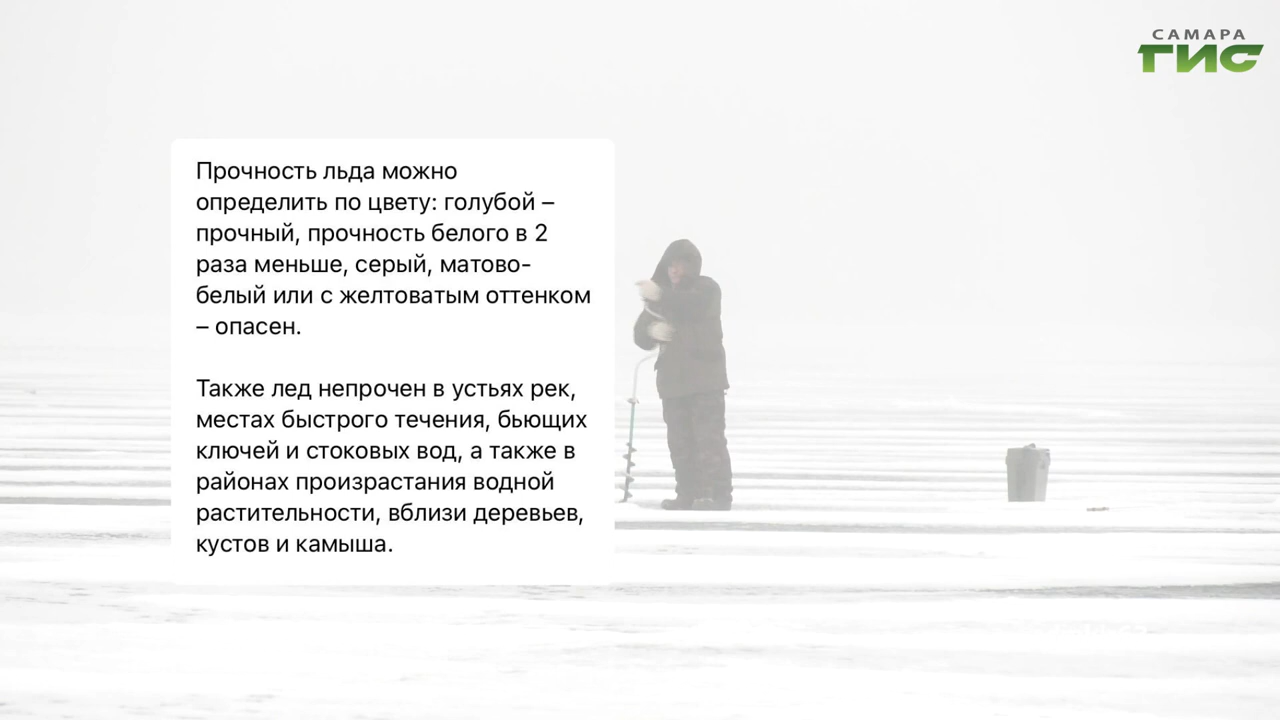 САМАРА
ГИС
Прочность льда можно
определить по цвету: голубой –
прочный, прочность белого в 2
раза меньше, серый, матово-
белый или с желтоватым оттенком
– опасен.
Также лед непрочен в устьях рек,
местах быстрого течения, бьющих
ключей и стоковых вод, а также в
районах произрастания водной
растительности, вблизи деревьев,
кустов и камыша.